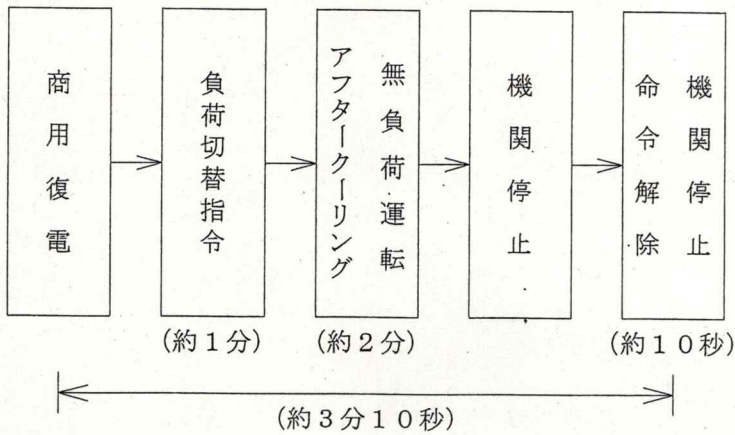 商用復電
負荷切替指令
無負荷運転
アフタークーリング
機関停止
機関停止
命令解除
(約1分)
(約2分)
(約10秒)
(約3分10秒)